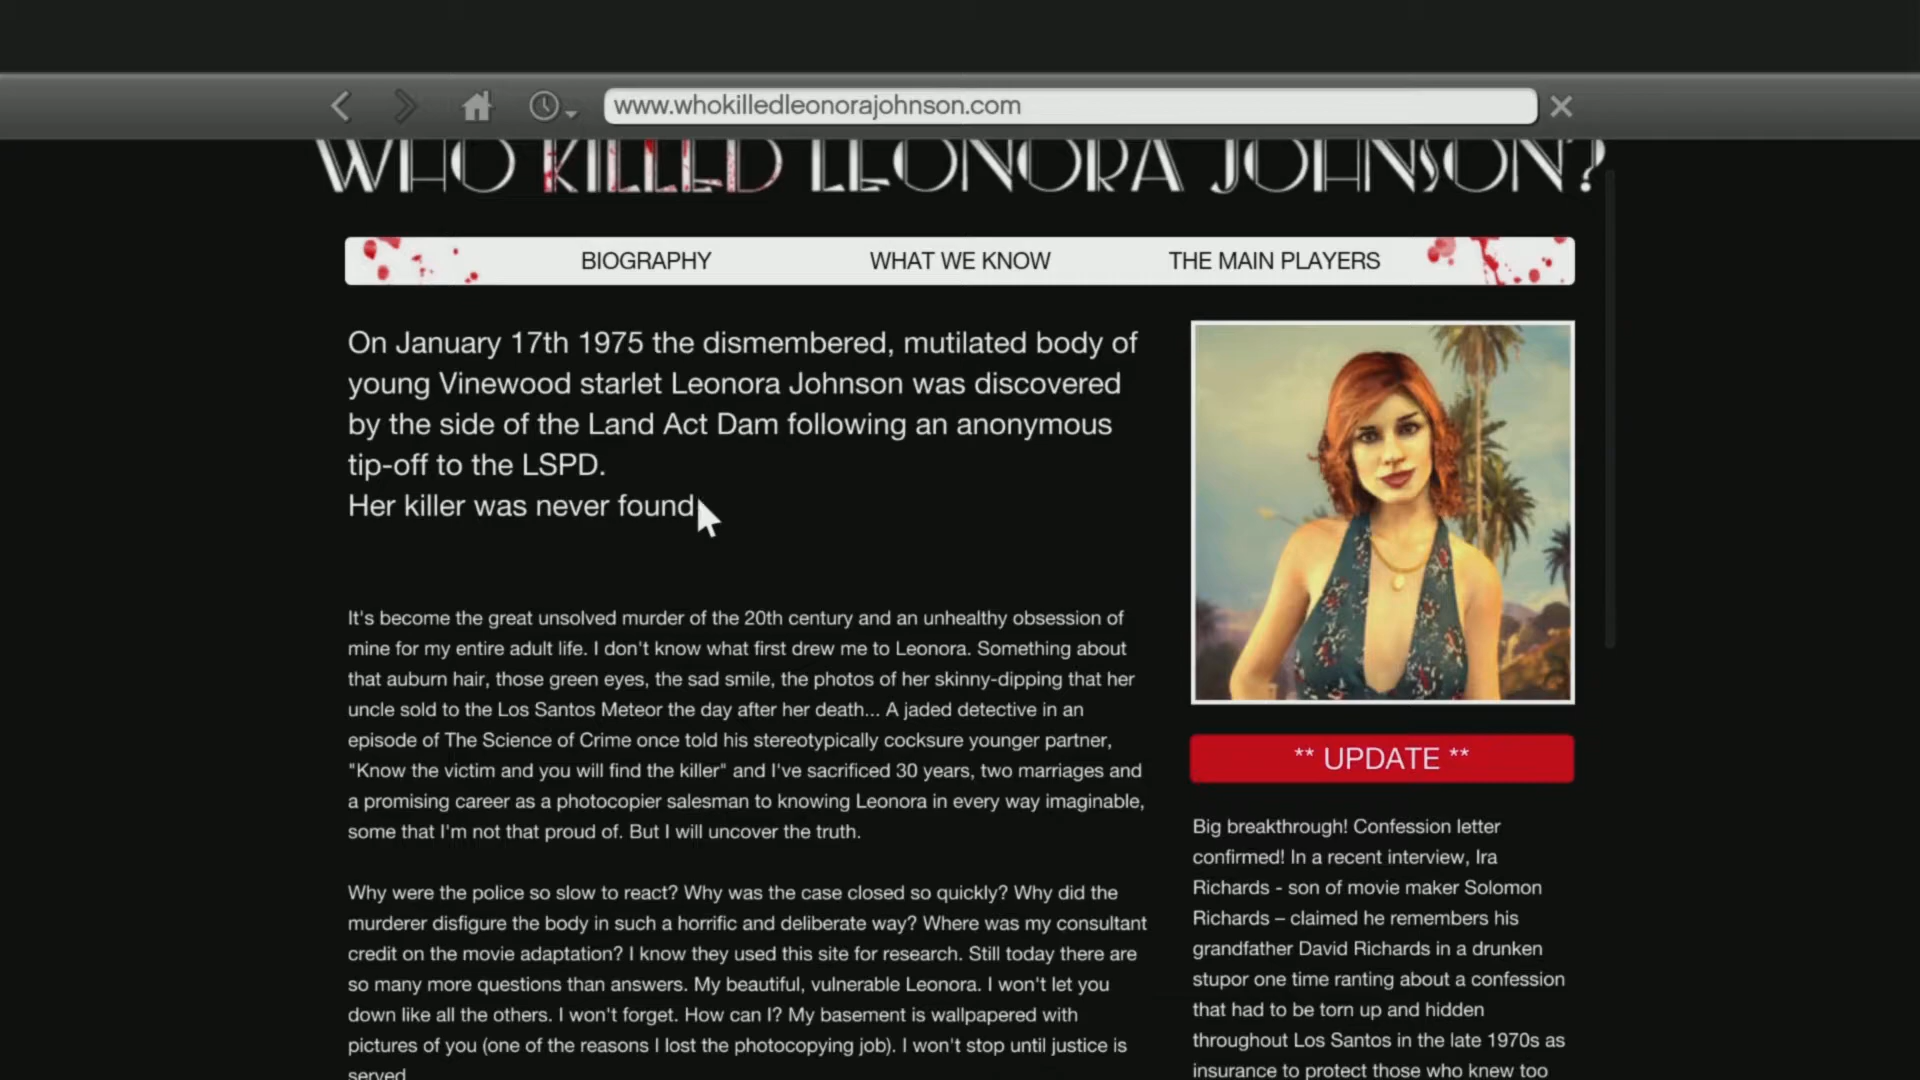 www.whokilledleonorajohnson.com
WHO KILLED LEONORA JOHNSON?
BIOGRAPHY
WHAT WE KNOW
THE MAIN PLAYERS
On January 17th 1975 the dismembered, mutilated body of
young Vinewood starlet Leonora Johnson was discovered
by the side of the Land Act Dam following an anonymous
tip-off to the LSPD.
Her killer was never found
It's become the great unsolved murder of the 20th century and an unhealthy obsession of
mine for my entire adult life. I don't know what first drew me to Leonora. Something about
that auburn hair, those green eyes, the sad smile, the photos of her skinny-dipping that her
uncle sold to the Los Santos Meteor the day after her death... A jaded detective in an
episode of The Science of Crime once told his stereotypically cocksure younger partner,
"Know the victim and you will find the killer" and I've sacrificed 30 years, two marriages and
a promising career as a photocopier salesman to knowing Leonora in every way imaginable,
some that I'm not that proud of. But I will uncover the truth.
Why were the police so slow to react? Why was the case closed so quickly? Why did the
murderer disfigure the body in such a horrific and deliberate way? Where was my consultant
credit on the movie adaptation? I know they used this site for research. Still today there are
so many more questions than answers. My beautiful, vulnerable Leonora. I won't let you
down like all the others. I won't forget. How can I? My basement is wallpapered with
pictures of you (one of the reasons I lost the photocopying job). I won't stop until justice is
served
** UPDATE **
Big breakthrough! Confession letter
confirmed! In a recent interview, Ira
Richards - son of movie maker Solomon
Richards – claimed he remembers his
grandfather David Richards in a drunken
stupor one time ranting about a confession
that had to be torn up and hidden
throughout Los Santos in the late 1970s as
insurance to protect those who knew too